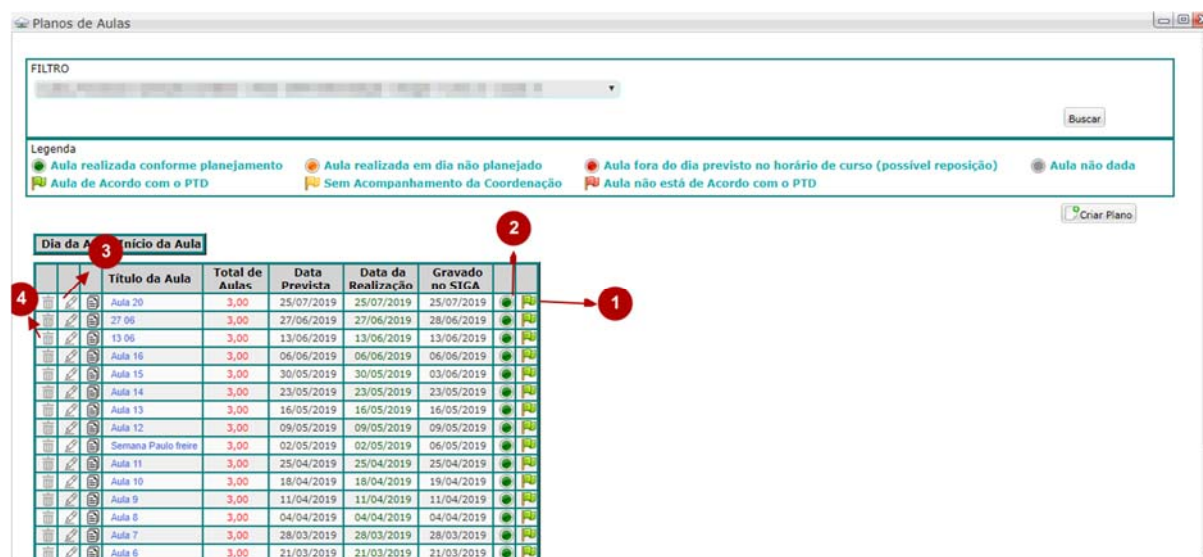 Planos de Aulas
FILTRO
Buscar
Legenda
Aula realizada conforme planejamento Aula realizada em dia não planejado Aula fora do dia previsto no horário de curso (possível reposição) Aula não dada
Aula de Acordo com o PTD Sem Acompanhamento da Coordenação Aula não está de Acordo com o PTD
Criar Plano
2
Dia da Início da Aula
3
Título da Aula Total de Aulas Data Prevista Data da Realização Gravado no SIGA
4
1
Aula 20 3,00 25/07/2019 25/07/2019 25/07/2019
27 06 3,00 27/06/2019 27/06/2019 28/06/2019
13 06 3,00 13/06/2019 13/06/2019 13/06/2019
Aula 16 3,00 06/06/2019 06/06/2019 06/06/2019
Aula 15 3,00 30/05/2019 30/05/2019 03/06/2019
Aula 14 3,00 23/05/2019 23/05/2019 23/05/2019
Aula 13 3,00 16/05/2019 16/05/2019 16/05/2019
Aula 12 3,00 09/05/2019 09/05/2019 09/05/2019
Semana Paulo freire 3,00 02/05/2019 02/05/2019 06/05/2019
Aula 11 3,00 25/04/2019 25/04/2019 25/04/2019
Aula 10 3,00 18/04/2019 18/04/2019 19/04/2019
Aula 9 3,00 11/04/2019 11/04/2019 11/04/2019
Aula 8 3,00 04/04/2019 04/04/2019 04/04/2019
Aula 7 3,00 28/03/2019 28/03/2019 28/03/2019
Aula 6 3,00 21/03/2019 21/03/2019 21/03/2019